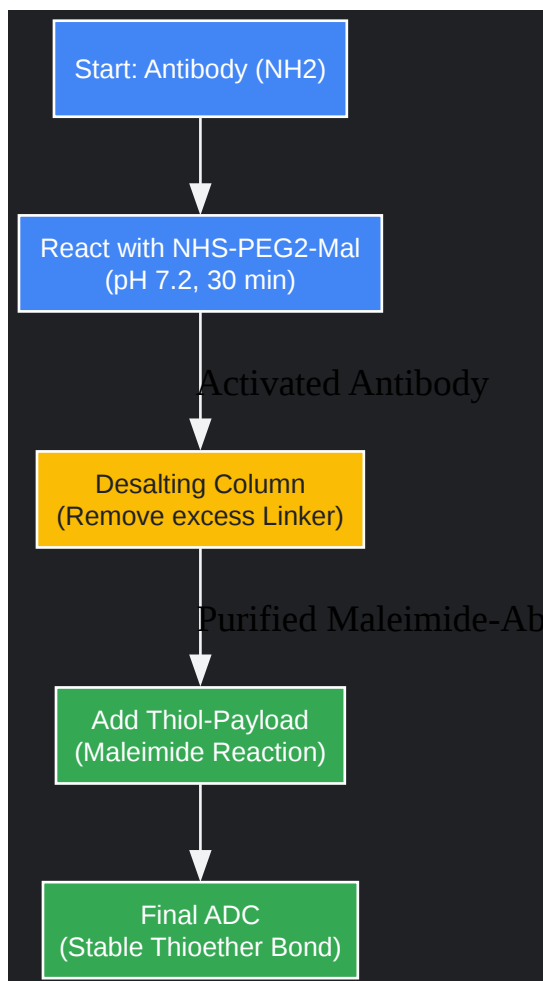 Start: Antibody (NH2)
React with NHS-PEG2-Mal
(pH 7.2, 30 min)
Activated Antibody
Desalting Column
(Remove excess Linker)
Purified Maleimide-Ab
Add Thiol-Payload
(Maleimide Reaction)
Final ADC
(Stable Thioether Bond)